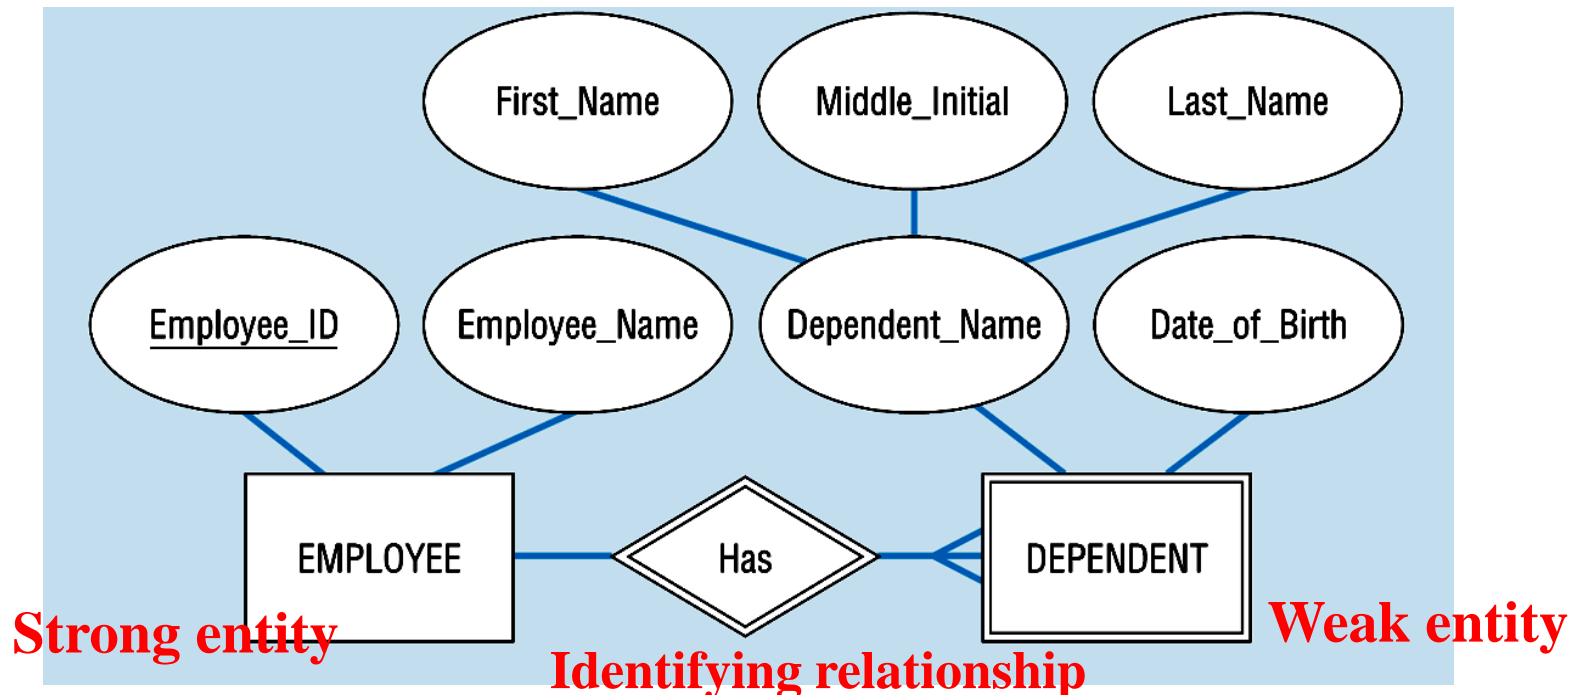 First_Name
Middle_Initial
Last_Name
Employee_ID
Employee_Name
Dependent_Name
Date_of_Birth
EMPLOYEE
Has
DEPENDENT
Strong entity
Weak entity
Identifying relationship